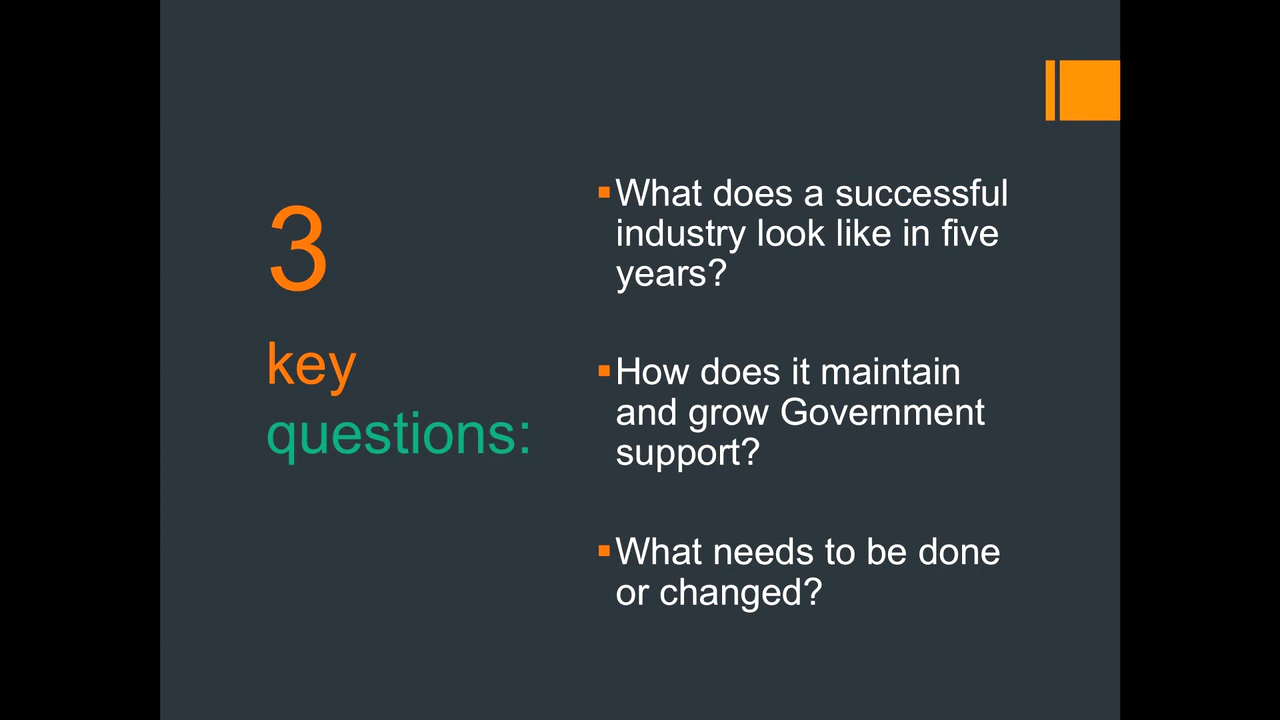 3
key
questions:
▪What does a successful
industry look like in five
years?
▪How does it maintain
and grow Government
support?
▪What needs to be done
or changed?